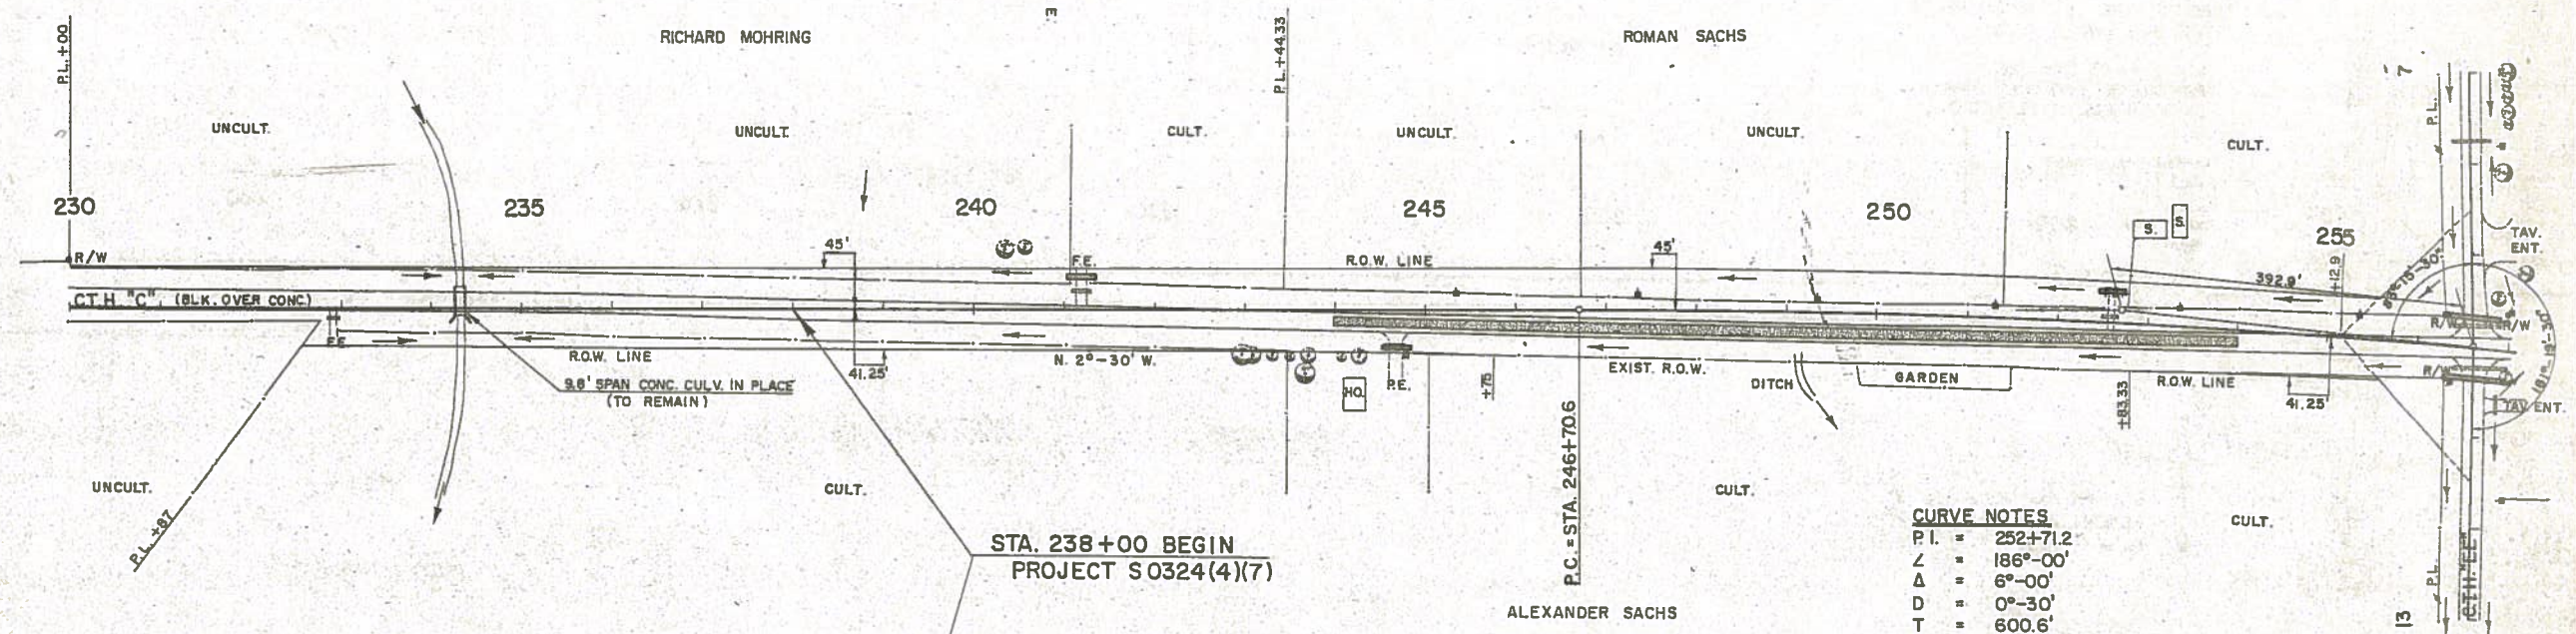 P.L. +00
RICHARD MOHRING
E.
P.L. +44.33
ROMAN SACHS
7
P.L.
UNCULT.
UNCULT.
CULT.
UNCULT.
UNCULT.
CULT.
230
235
240
245
250
255
S.
S
TAV.
ENT.
R/W
45'
F.E.
R.O.W. LINE
45'
392.9'
+12.9
C.T.H. "C" (BLK. OVER CONC.)
R/W
R/W
F.E.
R.O.W. LINE
41.25'
N. 2°-30' W.
HO.
P.E.
+75
EXIST. R.O.W.
DITCH
GARDEN
+83.33
R.O.W. LINE
41.25'
R/W
TAV. ENT.
9.8' SPAN CONC. CULV. IN PLACE
(TO REMAIN)
P.C. = STA. 246+70.6
UNCULT.
P.L. +87
CULT.
CULT.
CULT.
STA. 238+00 BEGIN
PROJECT S 0324(4)(7)
CURVE NOTES
P.I. = 252+71.2
∠ = 186°-00'
Δ = 6°-00'
D = 0°-30'
T = 600.6'
ALEXANDER SACHS
13
P.L.
C.T.H. "EE"